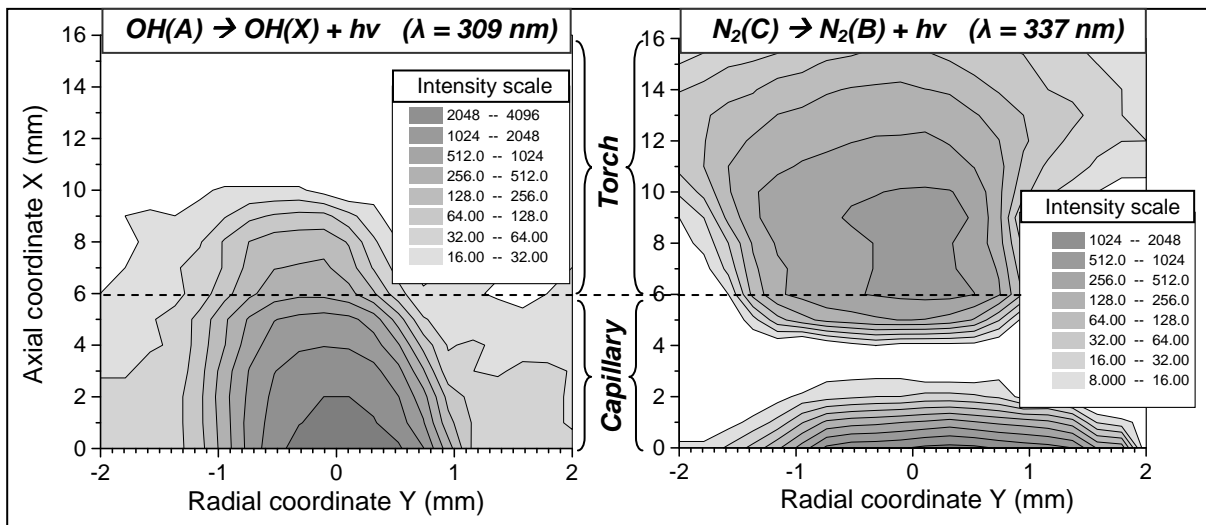 OH(A) → OH(X) + hν (λ = 309 nm)
Intensity scale
2048 -- 4096
1024 -- 2048
512.0 -- 1024
256.0 -- 512.0
128.0 -- 256.0
64.00 -- 128.0
32.00 -- 64.00
16.00 -- 32.00
Axial coordinate X (mm)
16
14
12
10
8
6
4
2
0
-2 -1 0 1 2
Radial coordinate Y (mm)
Torch
Capillary
N₂(C) → N₂(B) + hν (λ = 337 nm)
Intensity scale
1024 -- 2048
512.0 -- 1024
256.0 -- 512.0
128.0 -- 256.0
64.00 -- 128.0
32.00 -- 64.00
16.00 -- 32.00
8.000 -- 16.00
16
14
12
10
8
6
4
2
0
-2 -1 0 1 2
Radial coordinate Y (mm)